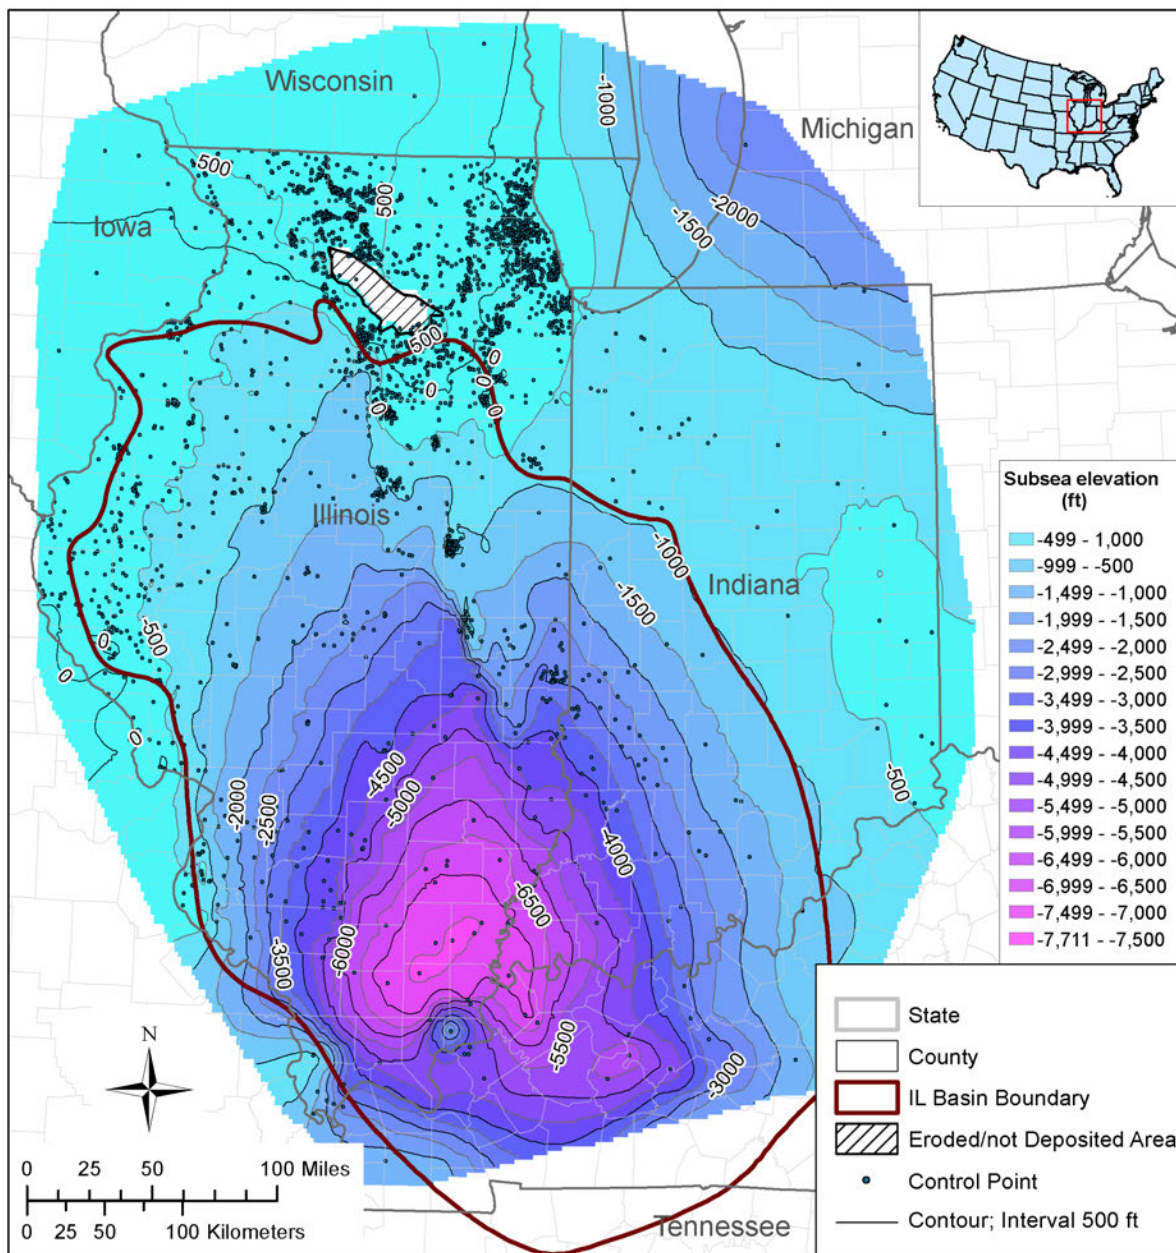 Wisconsin
Michigan
Iowa
Illinois
Indiana
Tennessee
-1000
-1500
-2000
500
500
500
0
0
0
0
0
-500
0
0
0
-1000
-1500
-500
-4500
-5000
-2000
-2500
-4000
-6500
-6000
-3500
-5500
-3000
Subsea elevation
(ft)
-499 - 1,000
-999 - -500
-1,499 - -1,000
-1,999 - -1,500
-2,499 - -2,000
-2,999 - -2,500
-3,499 - -3,000
-3,999 - -3,500
-4,499 - -4,000
-4,999 - -4,500
-5,499 - -5,000
-5,999 - -5,500
-6,499 - -6,000
-6,999 - -6,500
-7,499 - -7,000
-7,711 - -7,500
State
County
IL Basin Boundary
Eroded/not Deposited Area
Control Point
Contour; Interval 500 ft
N
0 25 50 100 Miles
0 25 50 100 Kilometers